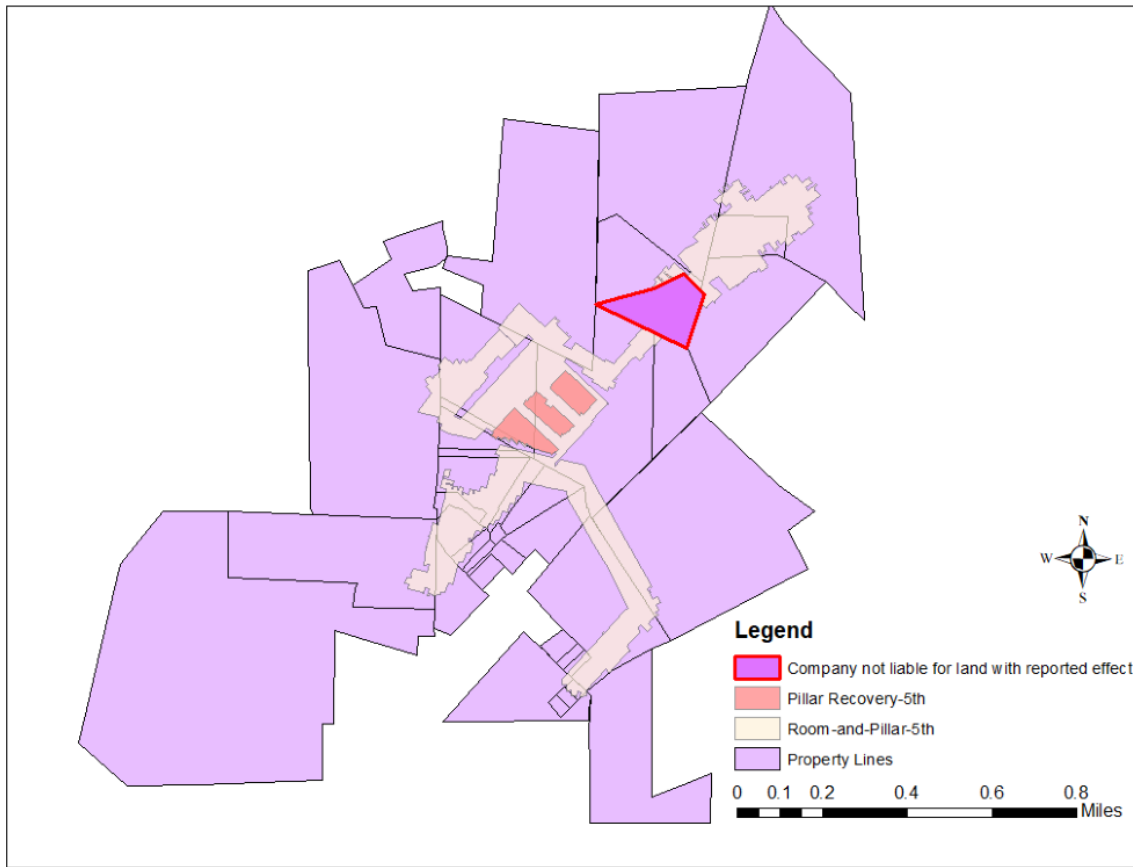 N
W E
S
Legend
Company not liable for land with reported effect
Pillar Recovery-5th
Room-and-Pillar-5th
Property Lines
0 0.1 0.2 0.4 0.6 0.8
Miles